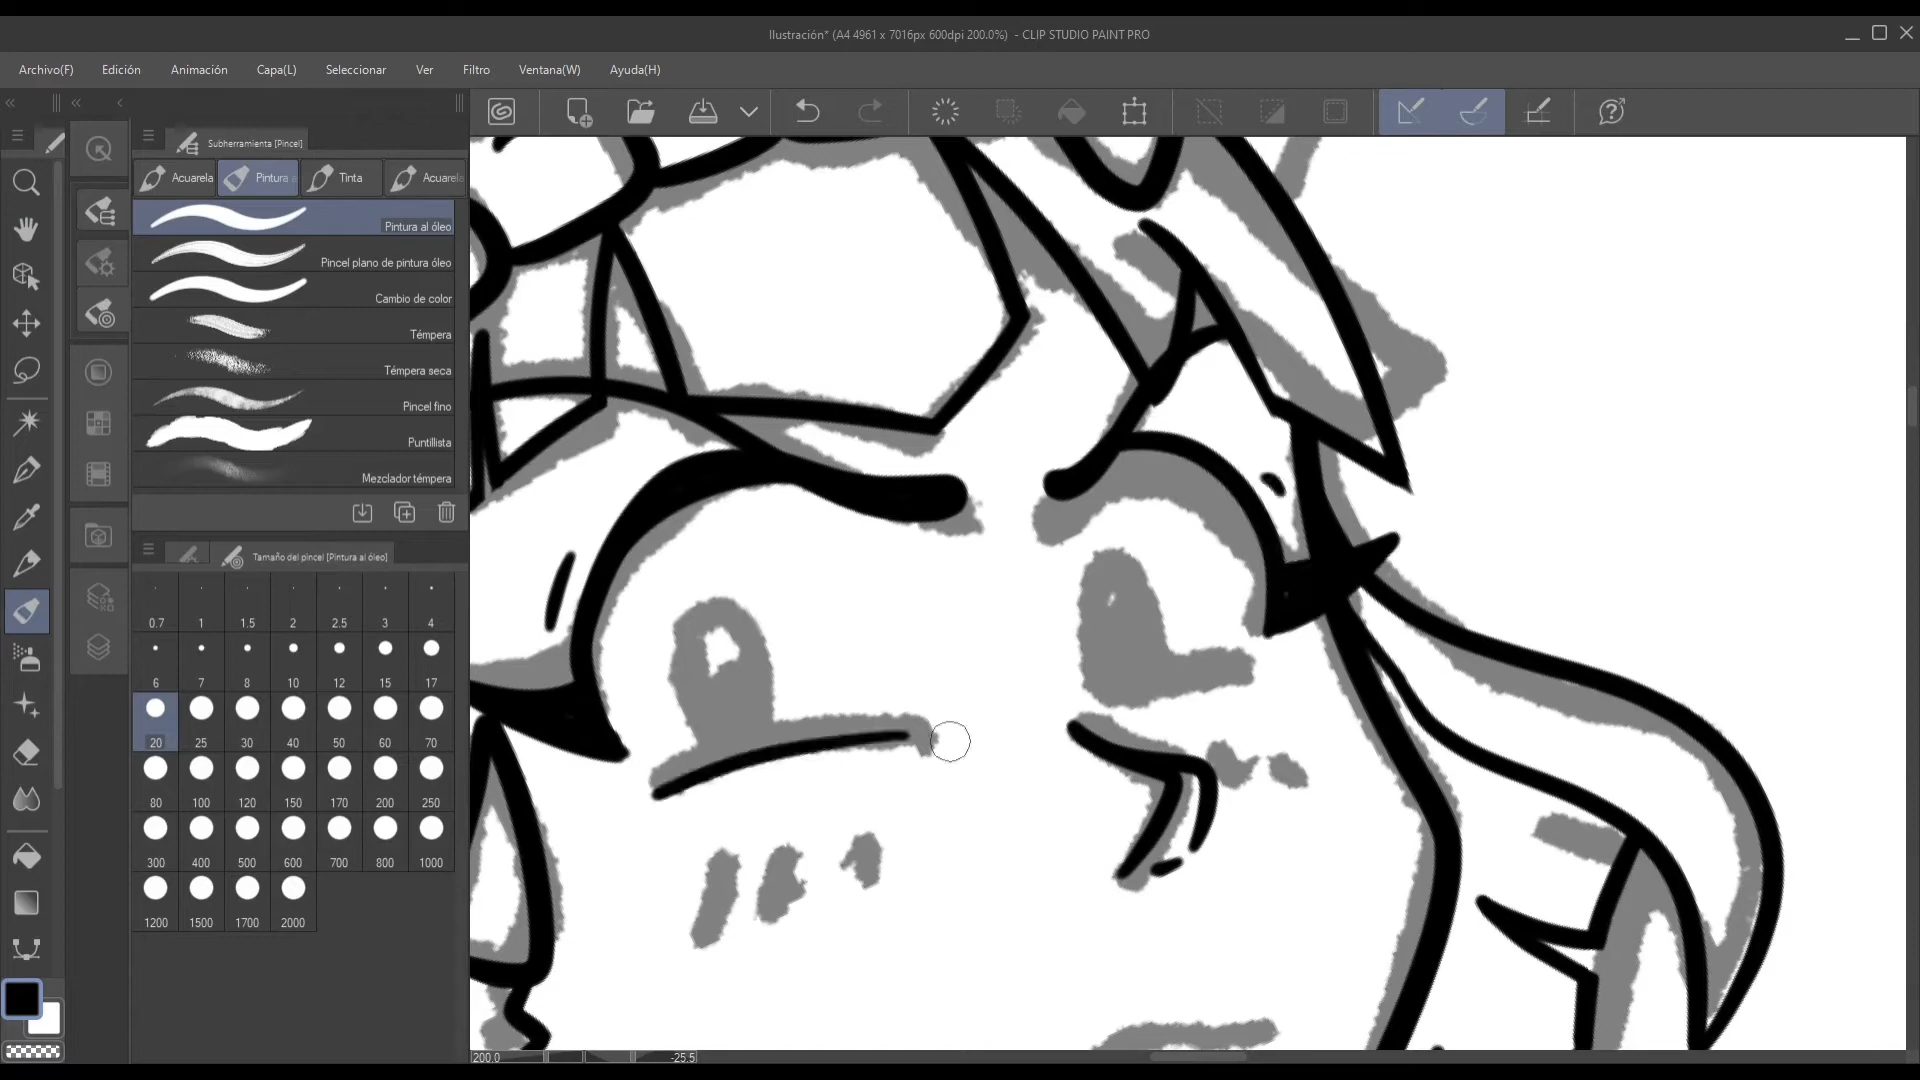 Ilustración* (A4 4961 x 7016px 600dpi 200.0%)  - CLIP STUDIO PAINT PRO
Archivo(F) Edición Animación Capa(L) Seleccionar Ver Filtro Ventana(W) Ayuda(H)
Subherramienta [Pincel]
Acuarela Pintura a Tinta Acuarela
Pintura al óleo
Pincel plano de pintura óleo
Cambio de color
Témpera
Témpera seca
Pincel fino
Puntillista
Mezclador témpera
Tamaño del pincel [Pintura al óleo]
0.7 1 1.5 2 2.5 3 4
6 7 8 10 12 15 17
20 25 30 40 50 60 70
80 100 120 150 170 200 250
300 400 500 600 700 800 1000
1200 1500 1700 2000
200.0 -25.5